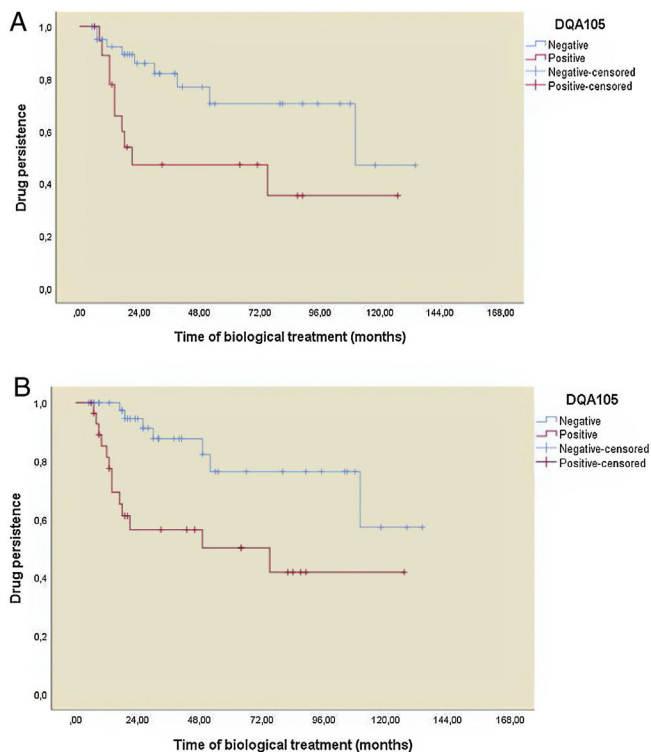 A
DQA105
Negative
Positive
Negative-censored
Positive-censored
1,0
0,8
0,6
0,4
0,2
0,0
Drug persistence
,00 24,00 48,00 72,00 96,00 120,00 144,00 168,00
Time of biological treatment (months)
B
DQA105
Negative
Positive
Negative-censored
Positive-censored
1,0
0,8
0,6
0,4
0,2
0,0
Drug persistence
,00 24,00 48,00 72,00 96,00 120,00 144,00 168,00
Time of biological treatment (months)